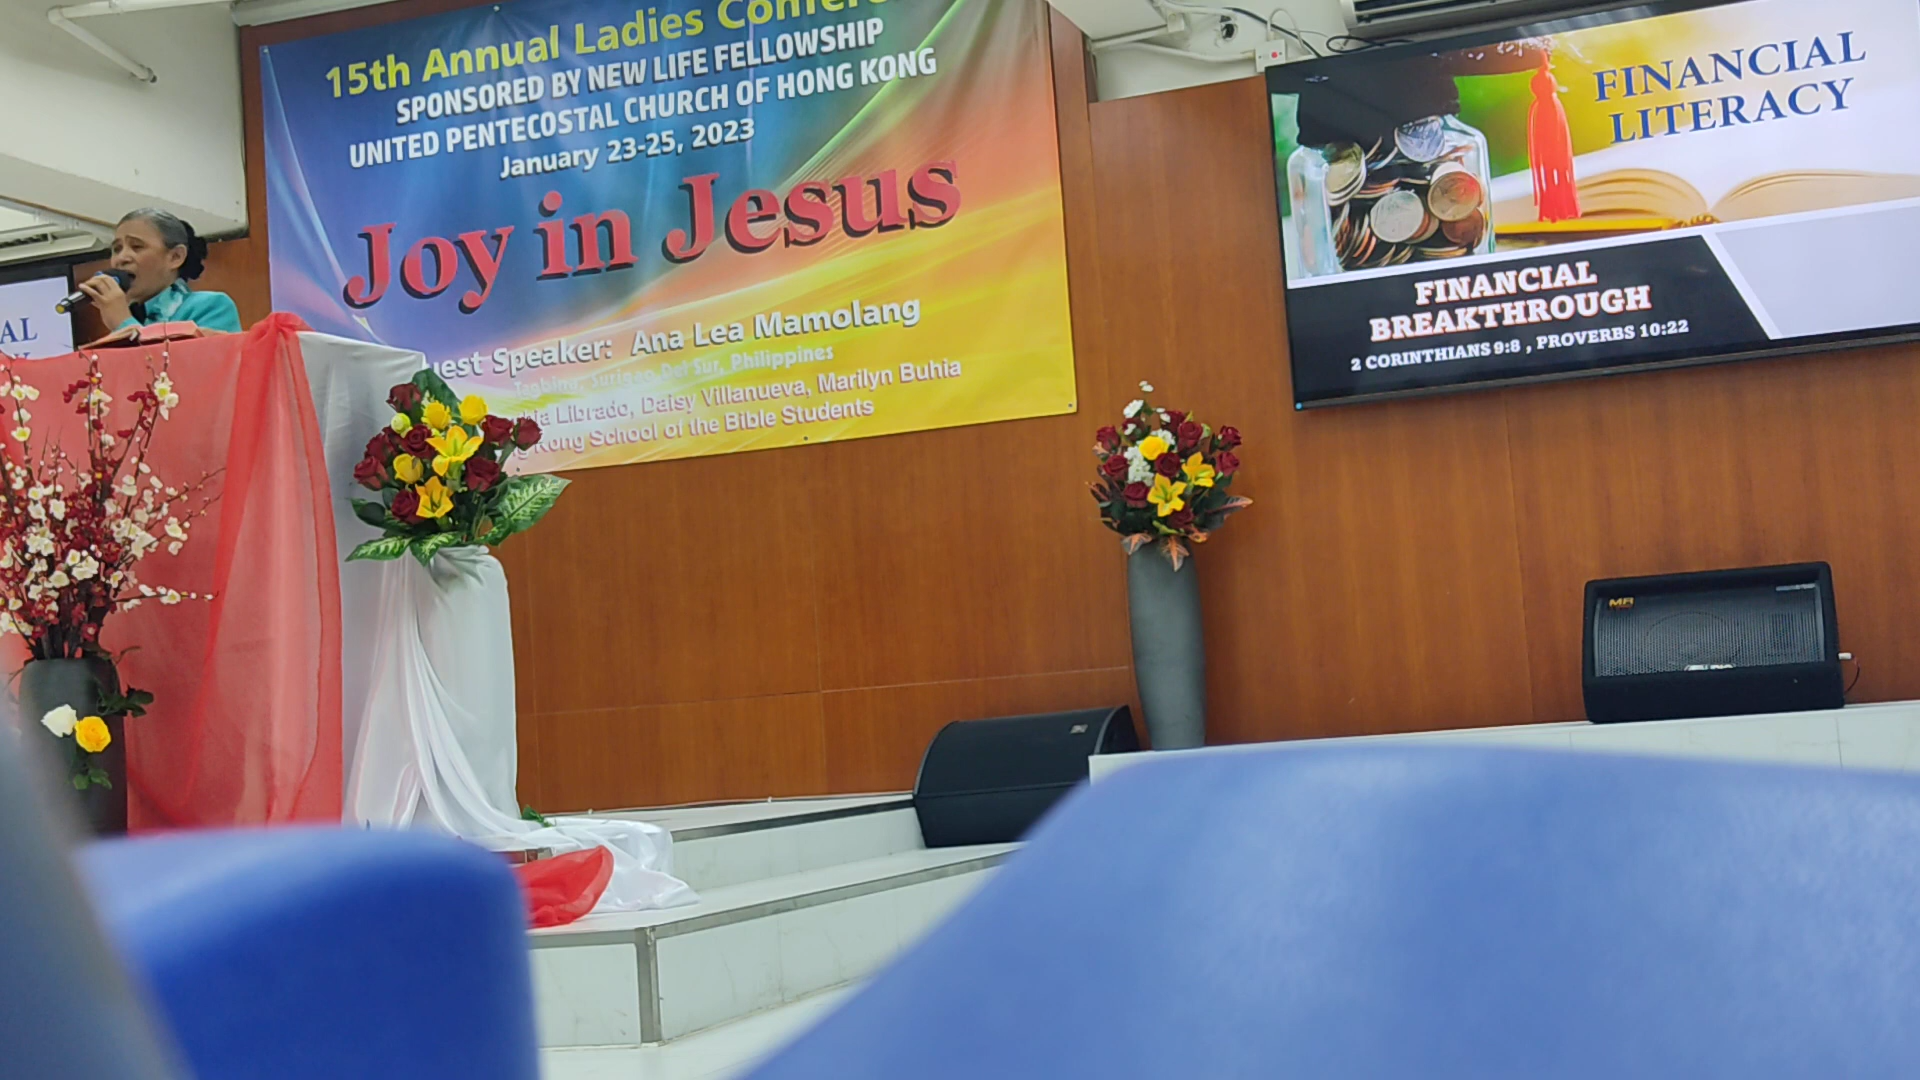 15th Annual Ladies
SPONSORED BY NEW LIFE FELLOWSHIP
UNITED PENTECOSTAL CHURCH OF HONG KONG
January 23-25, 2023
Joy in Jesus
Speaker: Ana Lea Mamolang
Del Sur, Philippines
Librado, Daisy Villanueva, Marilyn Buhia
Kong School of the Bible Students
FINANCIAL
LITERACY
FINANCIAL
BREAKTHROUGH
2 CORINTHIANS 9:8 , PROVERBS 10:22
AL